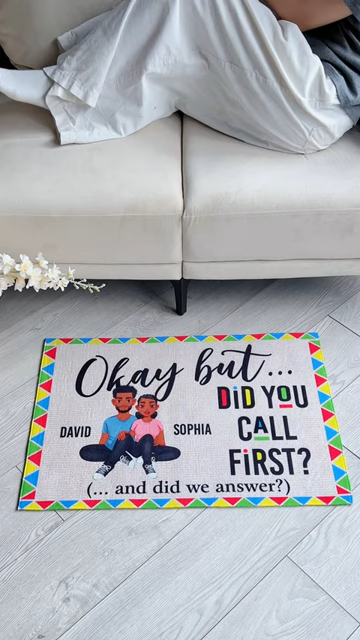 Okay but...
DiD YOU
CALL
FiRST?
DAVID
SOPHIA
(... and did we answer?)